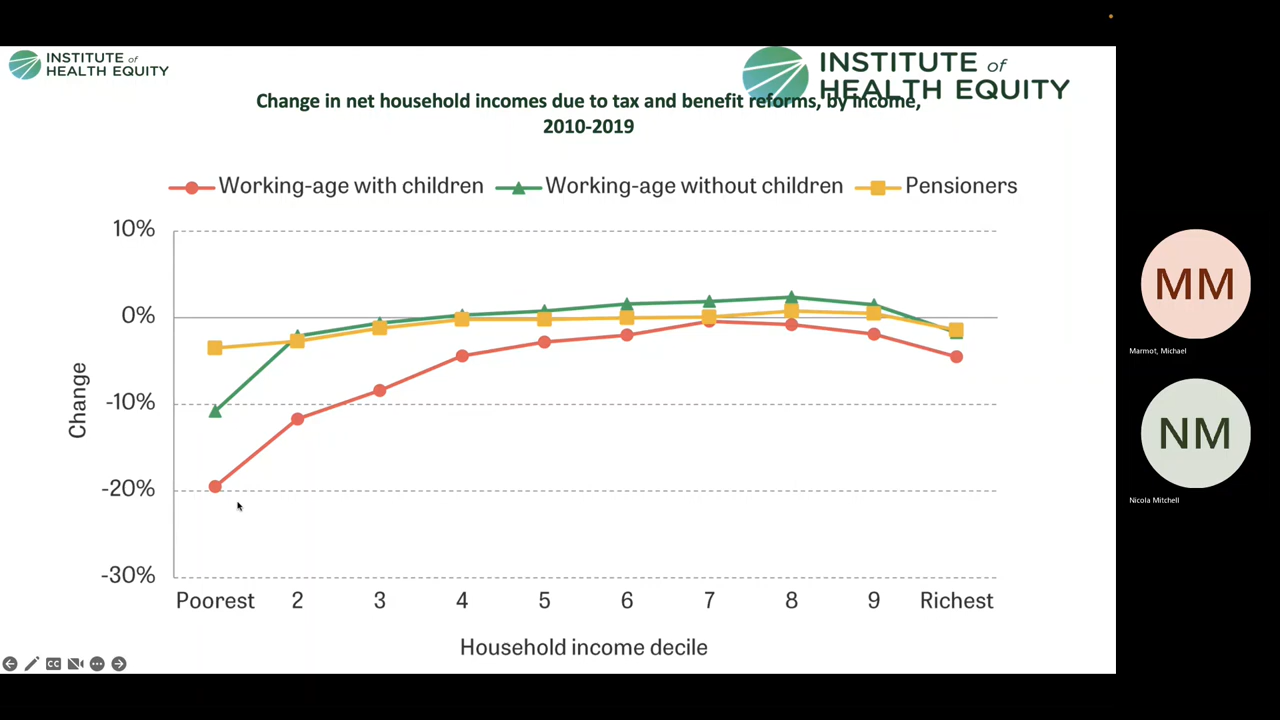 INSTITUTE of
HEALTH EQUITY
INSTITUTE of
HEALTH EQUITY
Change in net household incomes due to tax and benefit reforms, by income,
2010-2019
Working-age with children
Working-age without children
Pensioners
10%
0%
-10%
-20%
-30%
Change
Poorest 2 3 4 5 6 7 8 9 Richest
Household income decile
CC
MM
Marmot, Michael
NM
Nicola Mitchell